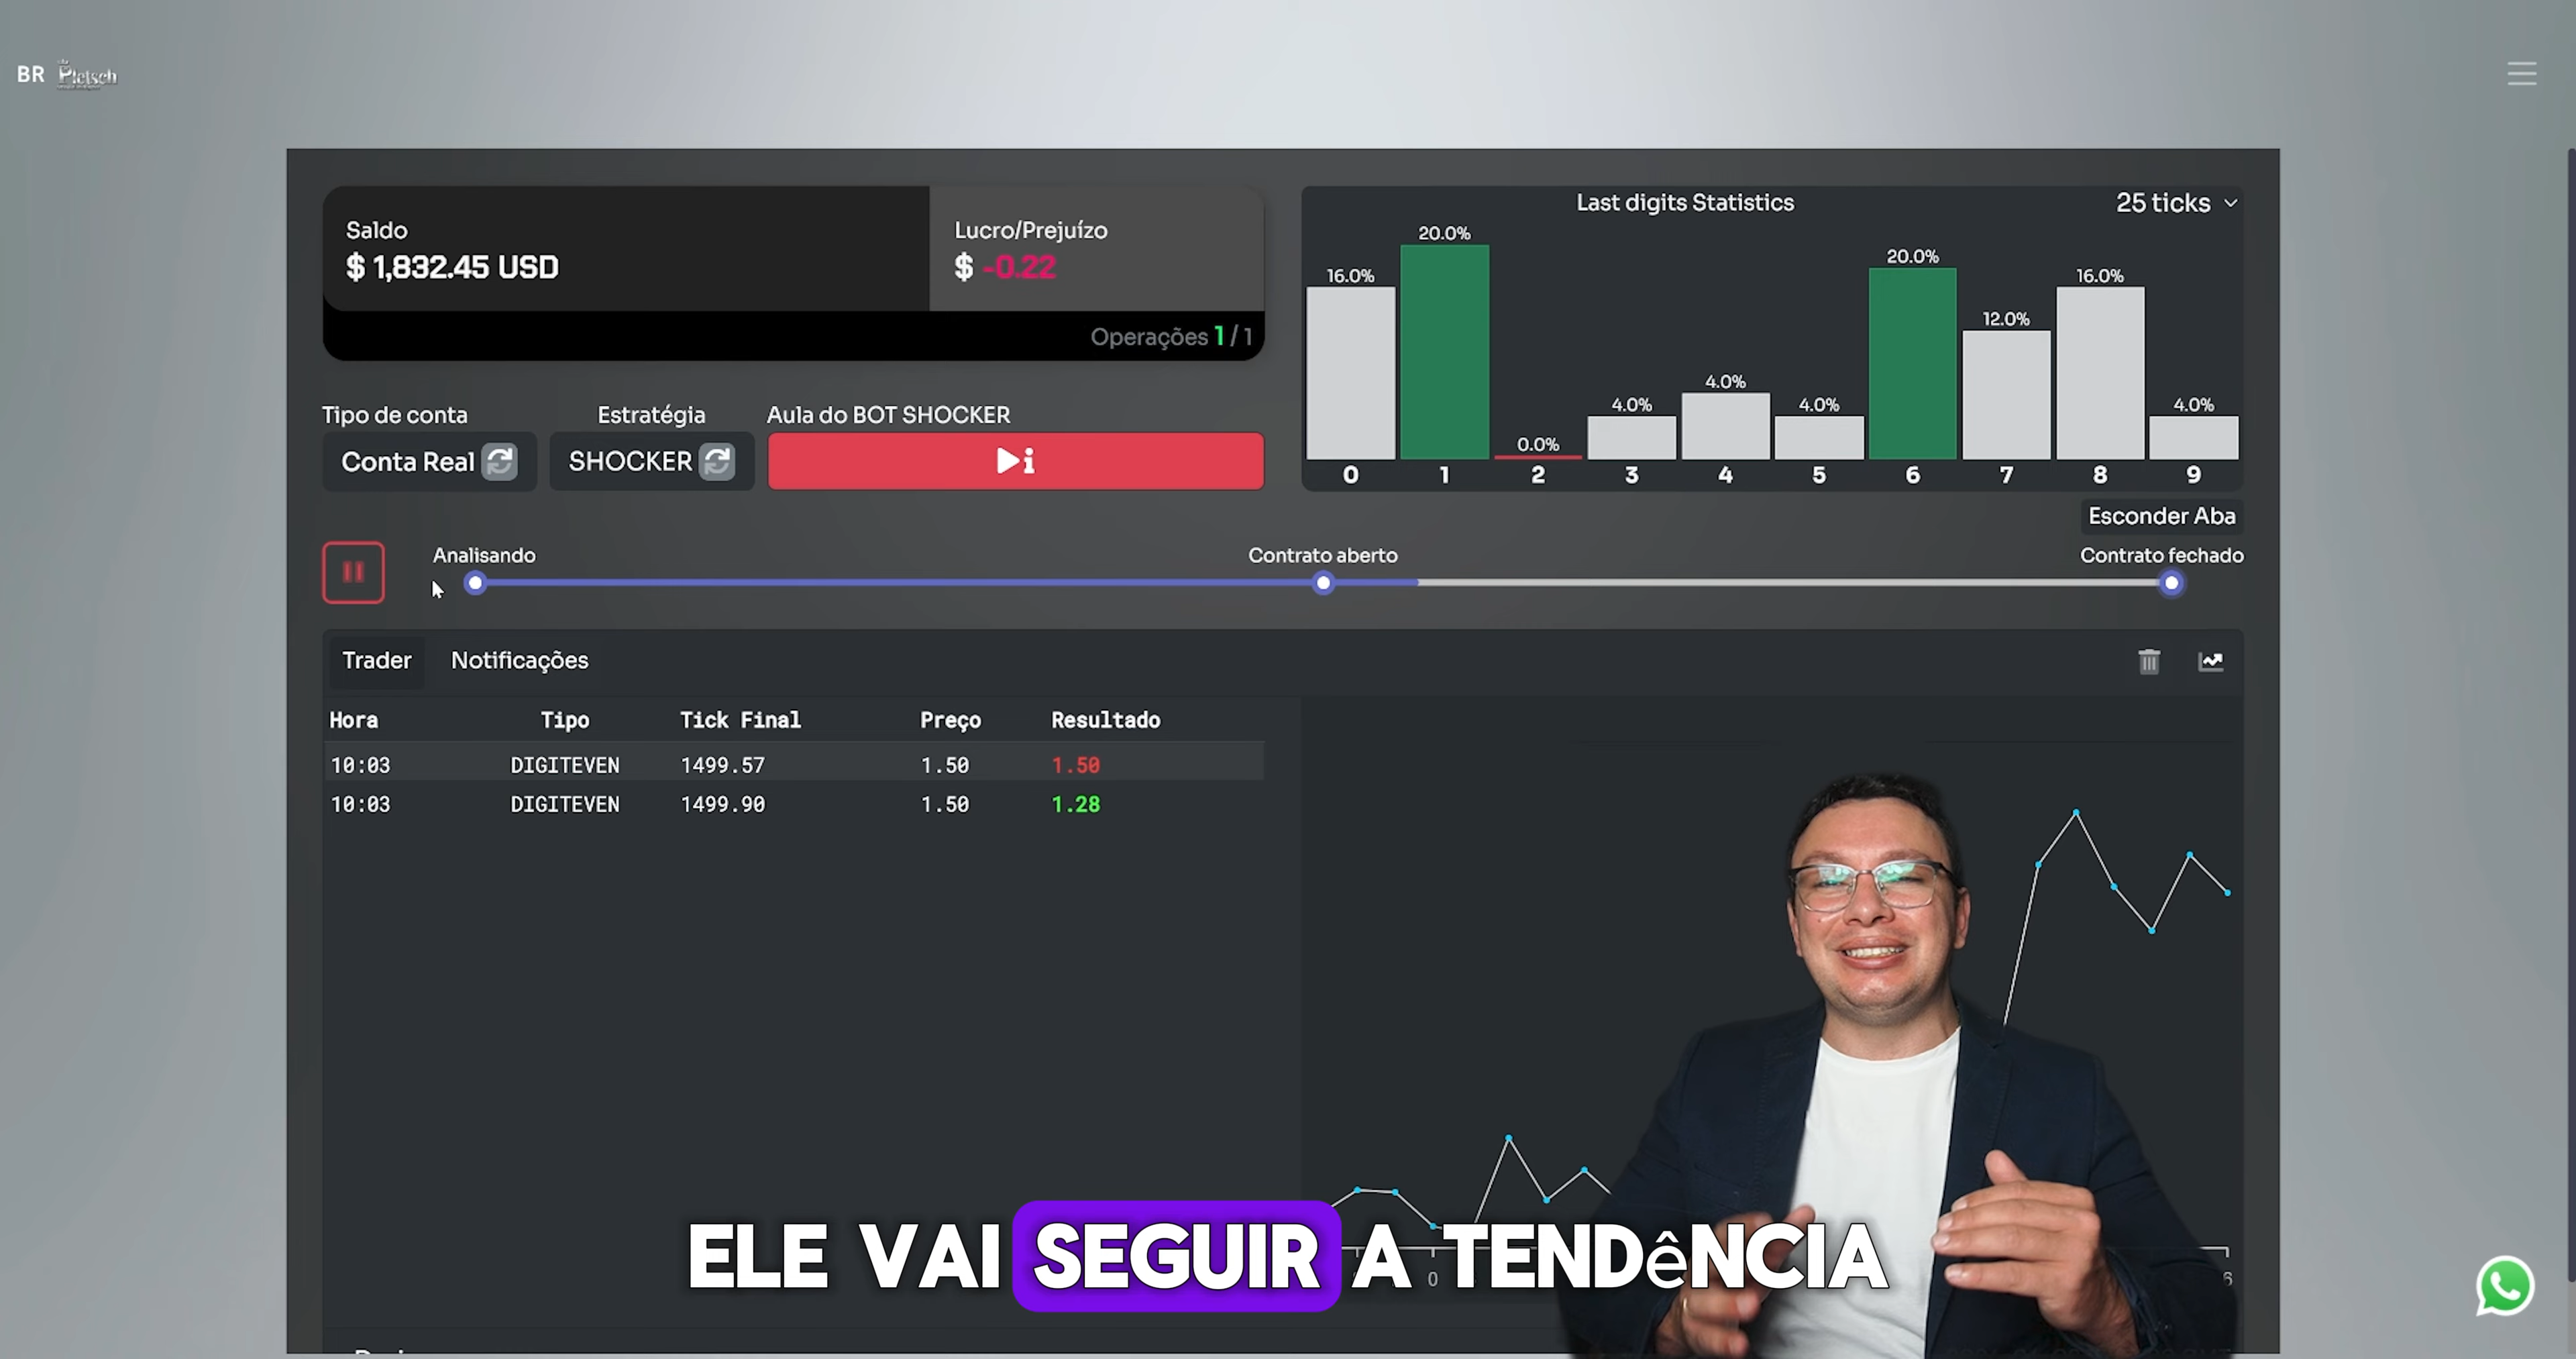 BR Pletsch
Saldo
$ 1,832.45 USD
Lucro/Prejuízo
$ -0.22
Operações 1 / 1
Tipo de conta
Conta Real
Estratégia
SHOCKER
Aula do BOT SHOCKER
Last digits Statistics
25 ticks
16.0% 20.0% 0.0% 4.0% 4.0% 4.0% 20.0% 12.0% 16.0% 4.0%
0 1 2 3 4 5 6 7 8 9
Esconder Aba
Analisando Contrato aberto Contrato fechado
Trader Notificações
Hora Tipo Tick Final Preço Resultado
10:03 DIGITEVEN 1499.57 1.50 1.50
10:03 DIGITEVEN 1499.90 1.50 1.28
ELE VAI SEGUIR A TENDÊNCIA
0 6